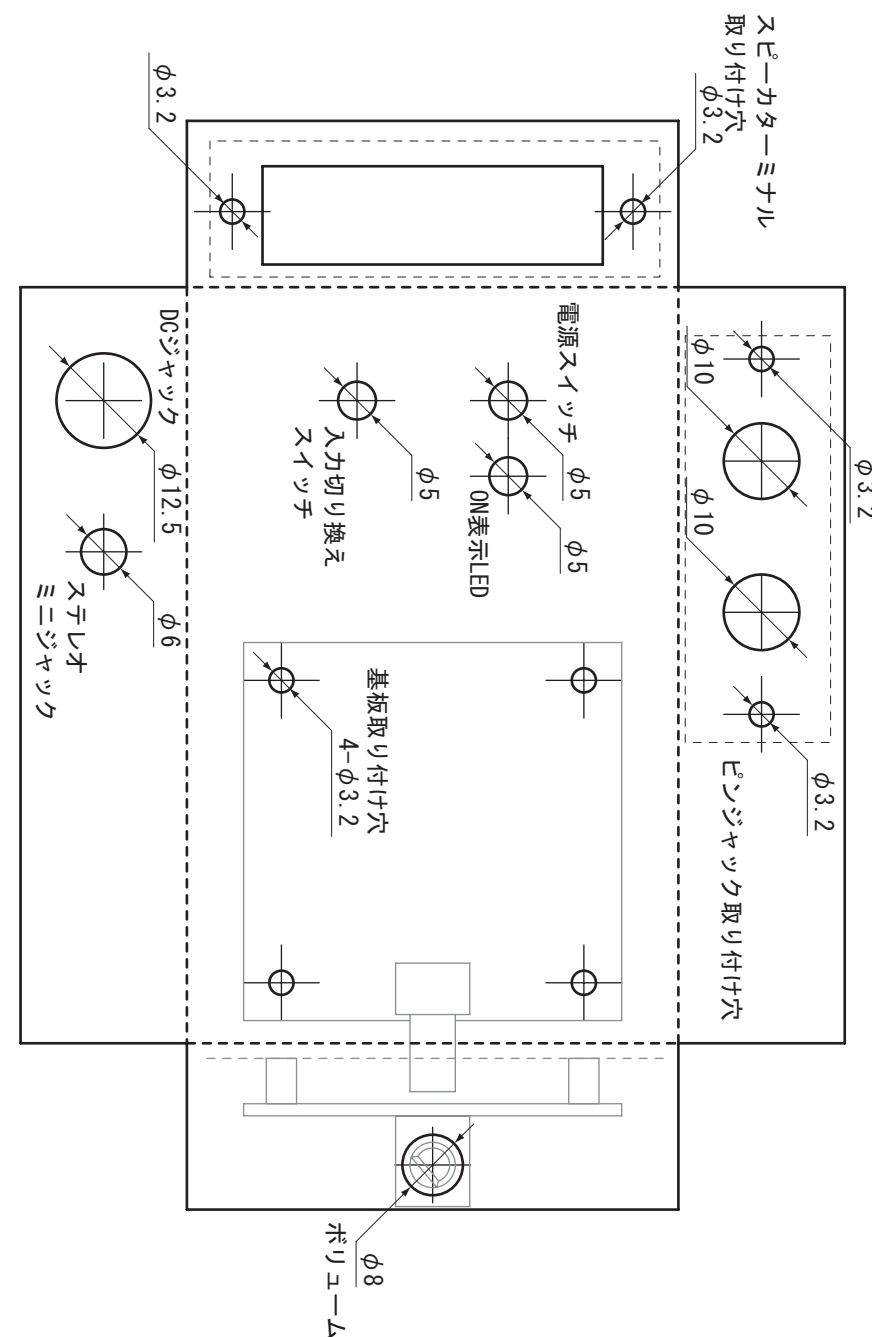 スピーカターミナル
取り付け穴
φ3.2
φ3.2
φ3.2
φ10
φ10
φ3.2
ピンジャック取り付け穴
電源スイッチ
φ5
ON表示LED
φ5
入力切り換え
スイッチ
φ5
DCジャック
φ12.5
ステレオ
ミニジャック
φ6
基板取り付け穴
4-φ3.2
φ8
ボリューム